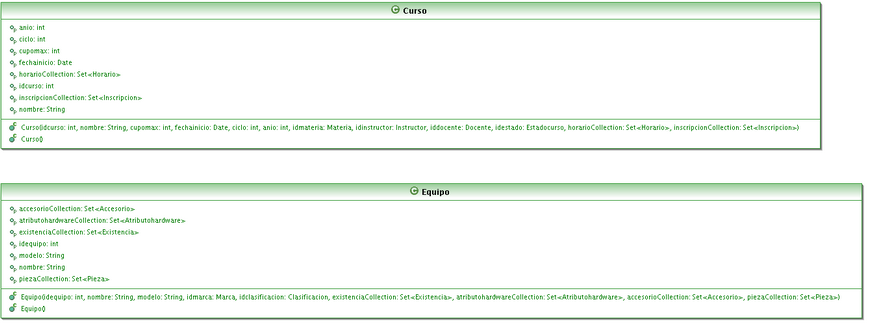 Curso
anio: int
ciclo: int
cupomax: int
fechainicio: Date
horarioCollection: Set<Horario>
idcurso: int
inscripcionCollection: Set<Inscripcion>
nombre: String
Curso(idcurso: int, nombre: String, cupomax: int, fechainicio: Date, ciclo: int, anio: int, idmateria: Materia, idinstructor: Instructor, iddocente: Docente, idestado: Estadocurso, horarioCollection: Set<Horario>, inscripcionCollection: Set<Inscripcion>)
Curso()
Equipo
accesorioCollection: Set<Accesorio>
atributohardwareCollection: Set<Atributohardware>
existenciaCollection: Set<Existencia>
idequipo: int
modelo: String
nombre: String
piezaCollection: Set<Pieza>
Equipo(idequipo: int, nombre: String, modelo: String, idmarca: Marca, idclasificacion: Clasificacion, existenciaCollection: Set<Existencia>, atributohardwareCollection: Set<Atributohardware>, accesorioCollection: Set<Accesorio>, piezaCollection: Set<Pieza>)
Equipo()